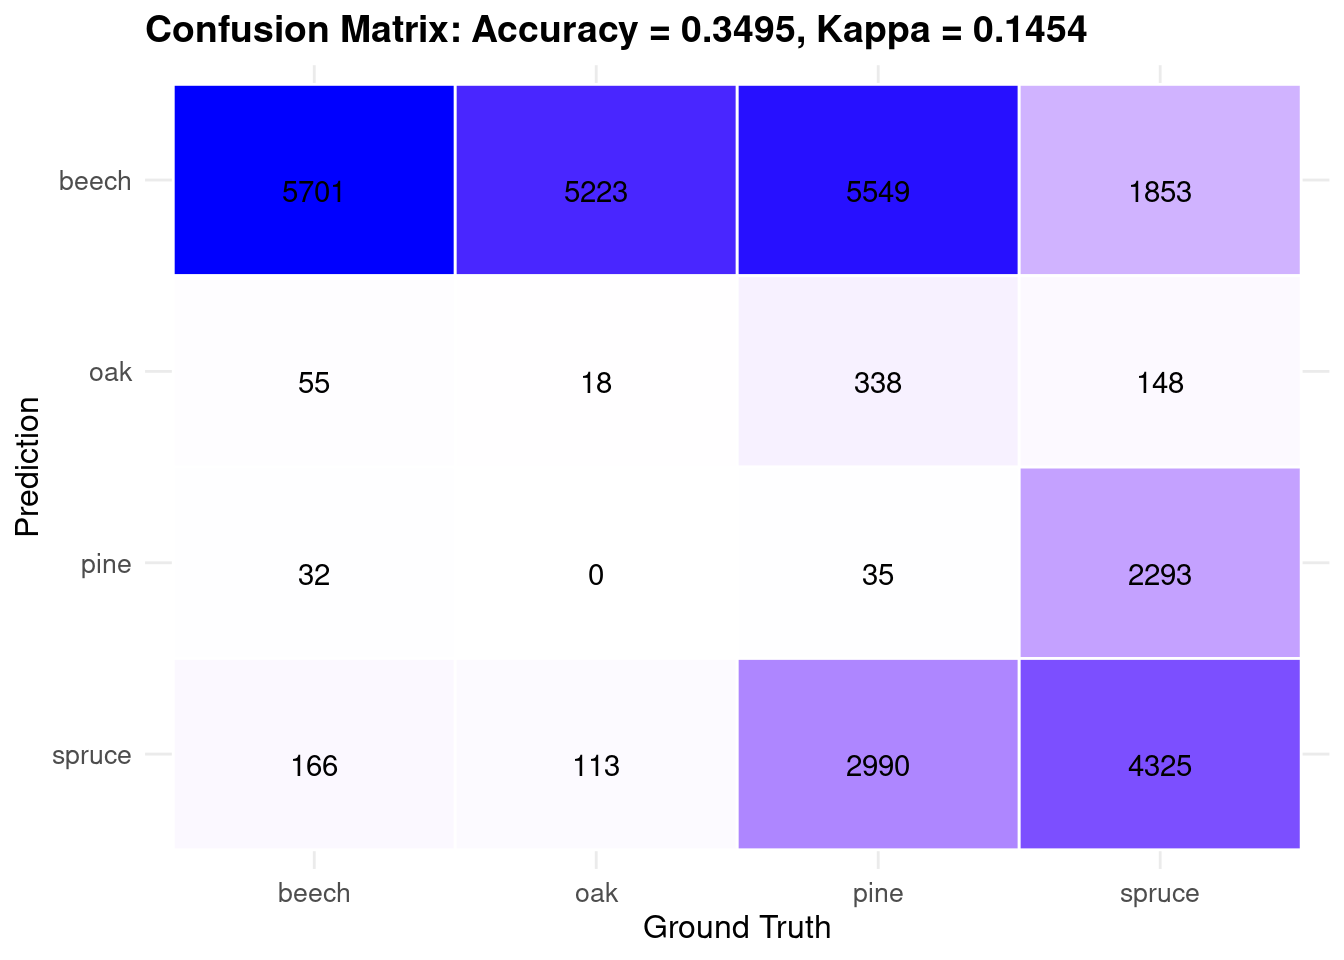 Confusion Matrix: Accuracy = 0.3495, Kappa = 0.1454
beech 5701 5223 5549 1853
oak 55 18 338 148
pine 32 0 35 2293
spruce 166 113 2990 4325
beech oak pine spruce
Ground Truth
Prediction